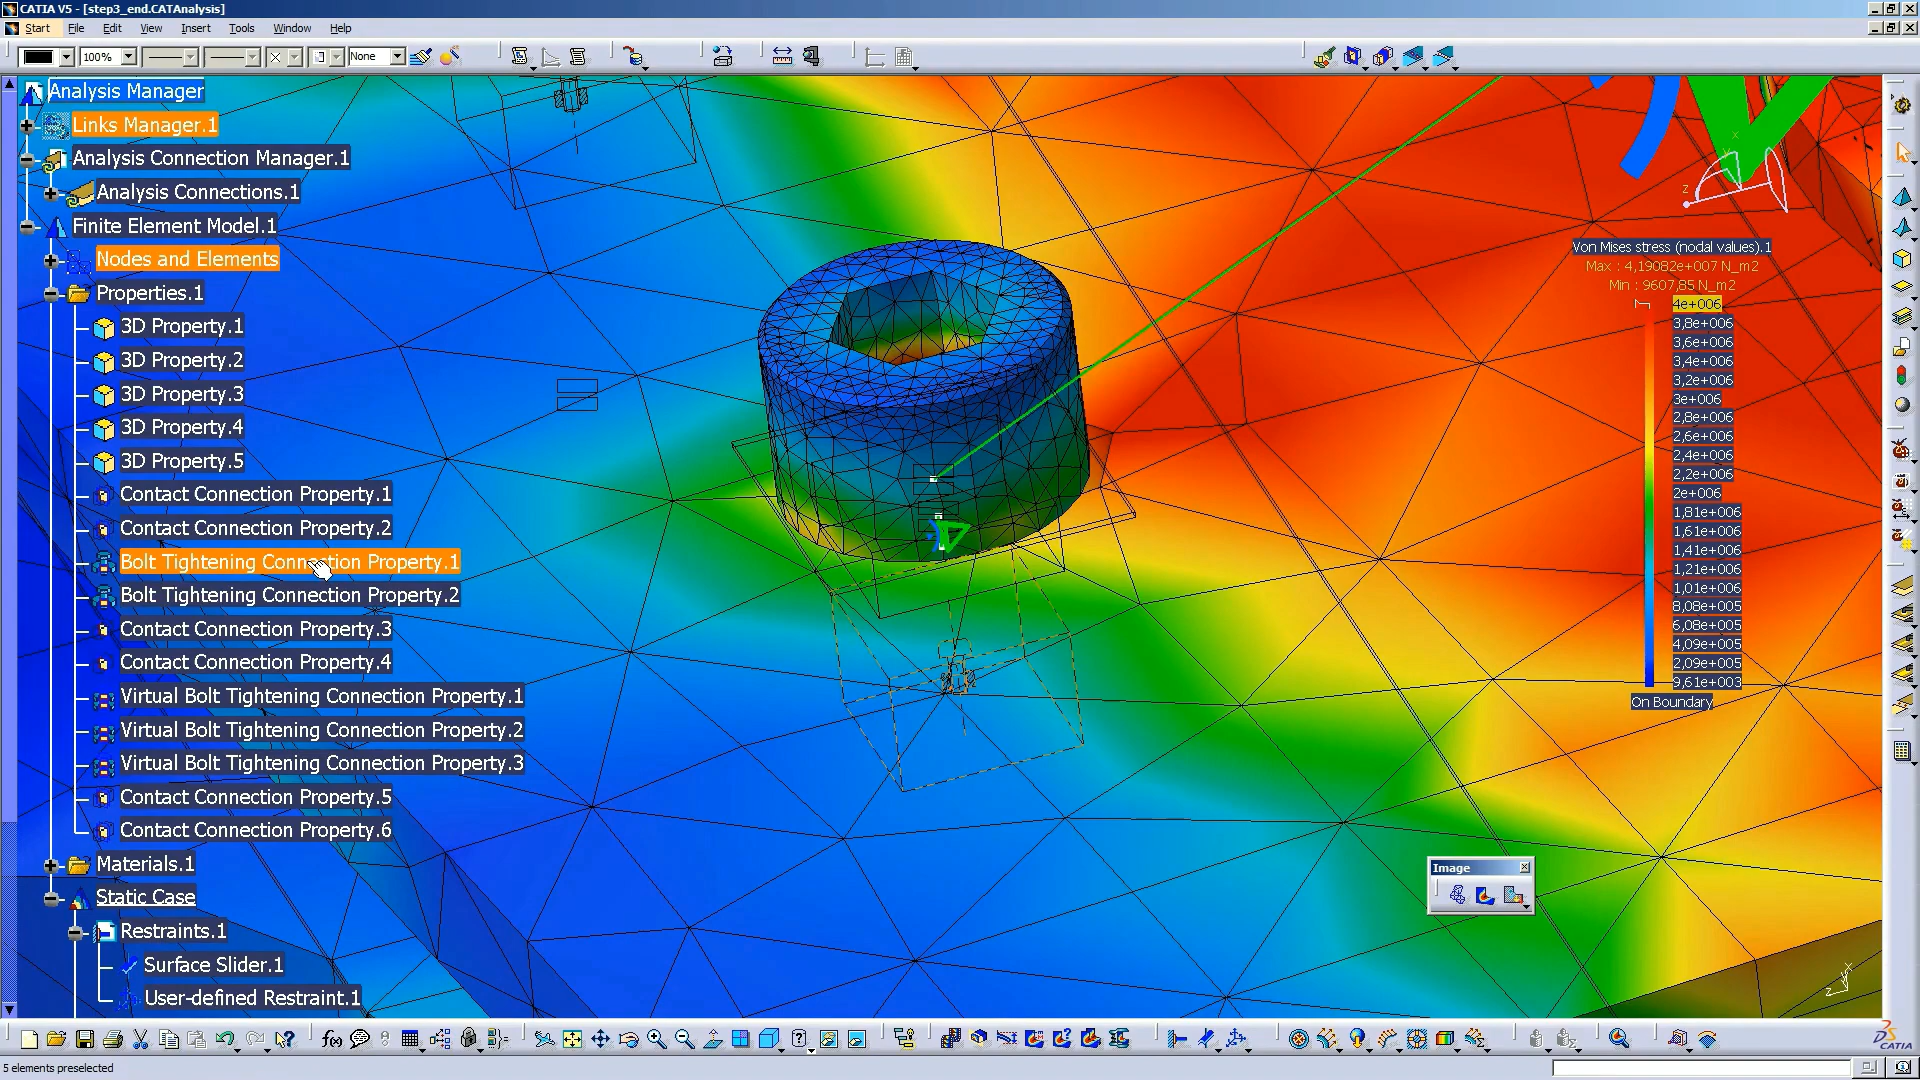 CATIA V5 - [step3_end.CATAnalysis]
Start File Edit View Insert Tools Window Help
100% None
Analysis Manager
Links Manager.1
Analysis Connection Manager.1
Analysis Connections.1
Finite Element Model.1
Nodes and Elements
Properties.1
3D Property.1
3D Property.2
3D Property.3
3D Property.4
3D Property.5
Contact Connection Property.1
Contact Connection Property.2
Bolt Tightening Connection Property.1
Bolt Tightening Connection Property.2
Contact Connection Property.3
Contact Connection Property.4
Virtual Bolt Tightening Connection Property.1
Virtual Bolt Tightening Connection Property.2
Virtual Bolt Tightening Connection Property.3
Contact Connection Property.5
Contact Connection Property.6
Materials.1
Static Case
Restraints.1
Surface Slider.1
User-defined Restraint.1
Von Mises stress (nodal values).1
Max : 4,19082e+007 N_m2
Min : 9607,85 N_m2
4e+006
3,8e+006
3,6e+006
3,4e+006
3,2e+006
3e+006
2,8e+006
2,6e+006
2,4e+006
2,2e+006
2e+006
1,81e+006
1,61e+006
1,41e+006
1,21e+006
1,01e+006
8,08e+005
6,08e+005
4,09e+005
2,09e+005
9,61e+003
On Boundary
Image
CATIA
5 elements preselected